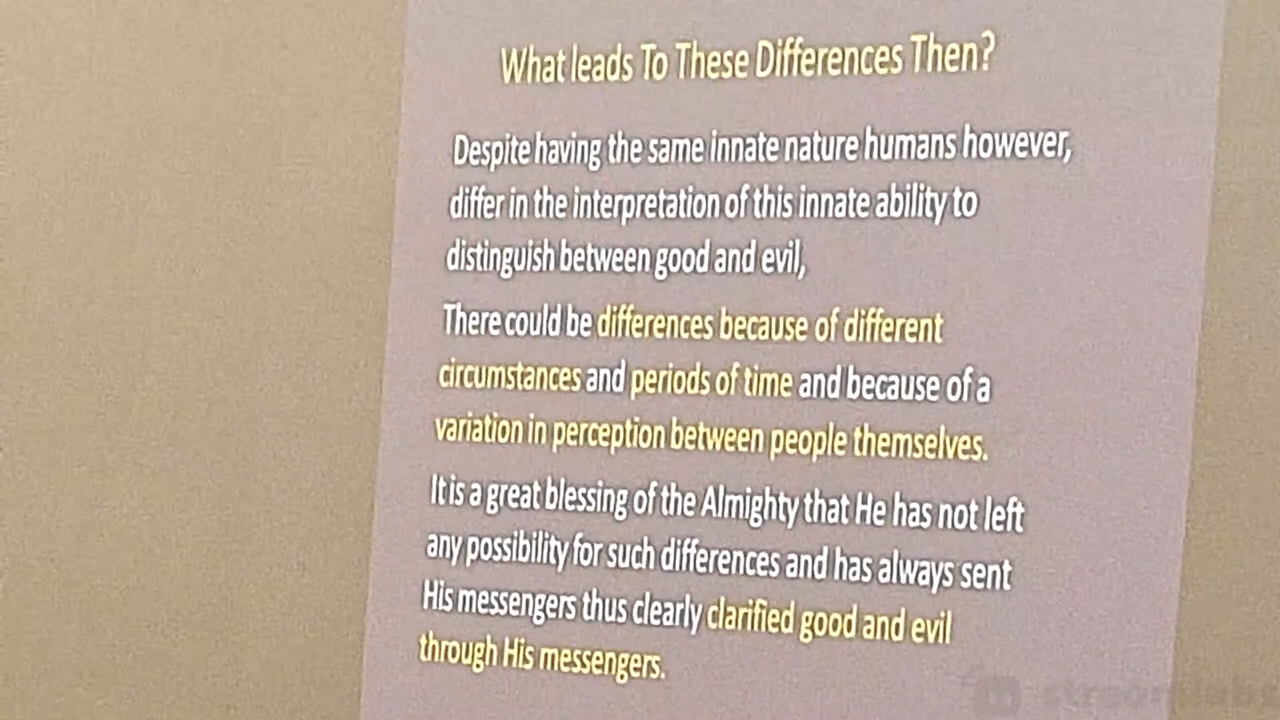 What leads To These Differences Then?
Despite having the same innate nature humans however,
differ in the interpretation of this innate ability to
distinguish between good and evil,
There could be differences because of different
circumstances and periods of time and because of a
variation in perception between people themselves.
It is a great blessing of the Almighty that He has not left
any possibility for such differences and has always sent
His messengers thus clearly clarified good and evil
through His messengers.
streamlabs